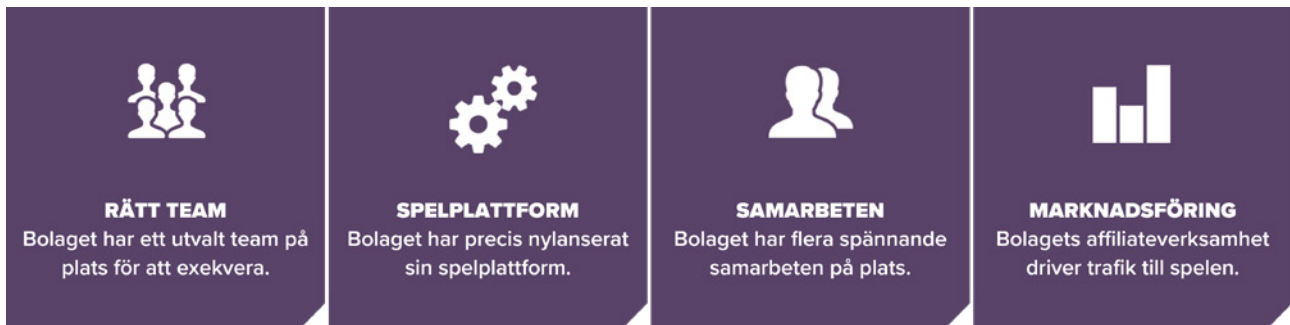 RÄTT TEAM
Bolaget har ett utvalt team på
plats för att exekvera.
SPELPLATTFORM
Bolaget har precis nylanserat
sin spelplattform.
SAMARBETEN
Bolaget har flera spännande
samarbeten på plats.
MARKNADSFÖRING
Bolagets affiliateverksamhet
driver trafik till spelen.